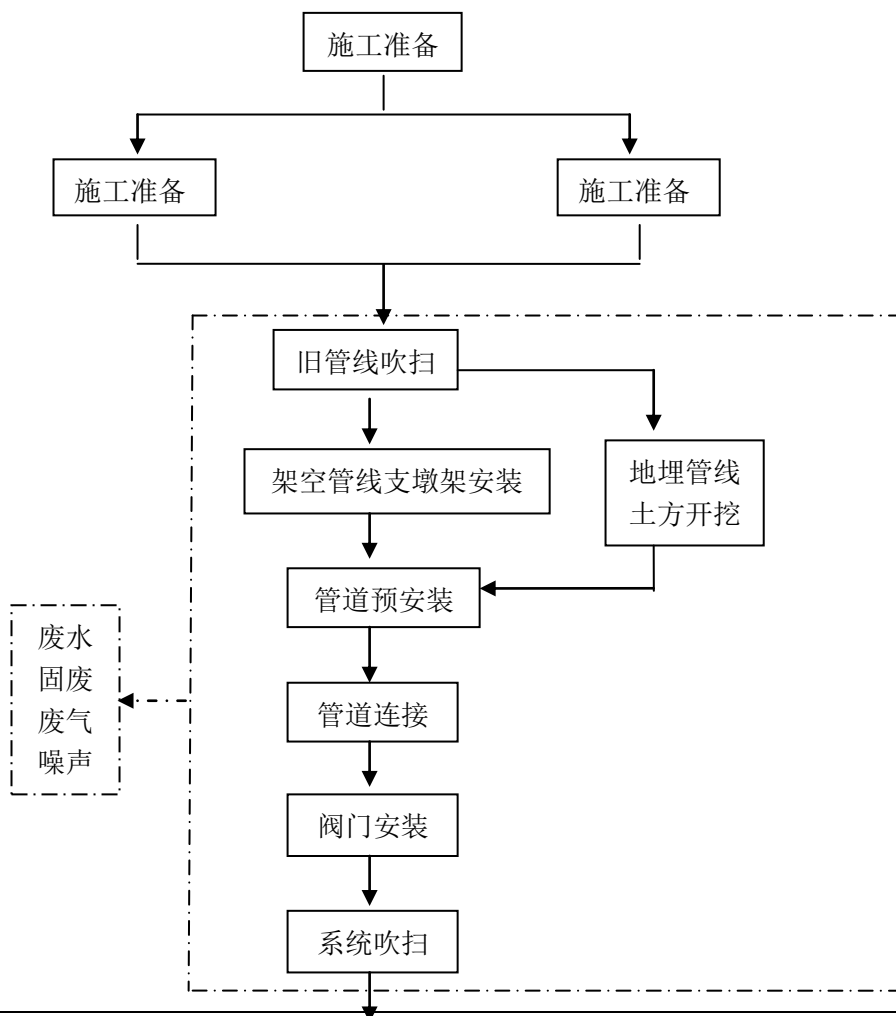 施工准备
施工准备
施工准备
旧管线吹扫
架空管线支墩架安装
地埋管线
土方开挖
管道预安装
废水
固废
废气
噪声
管道连接
阀门安装
系统吹扫